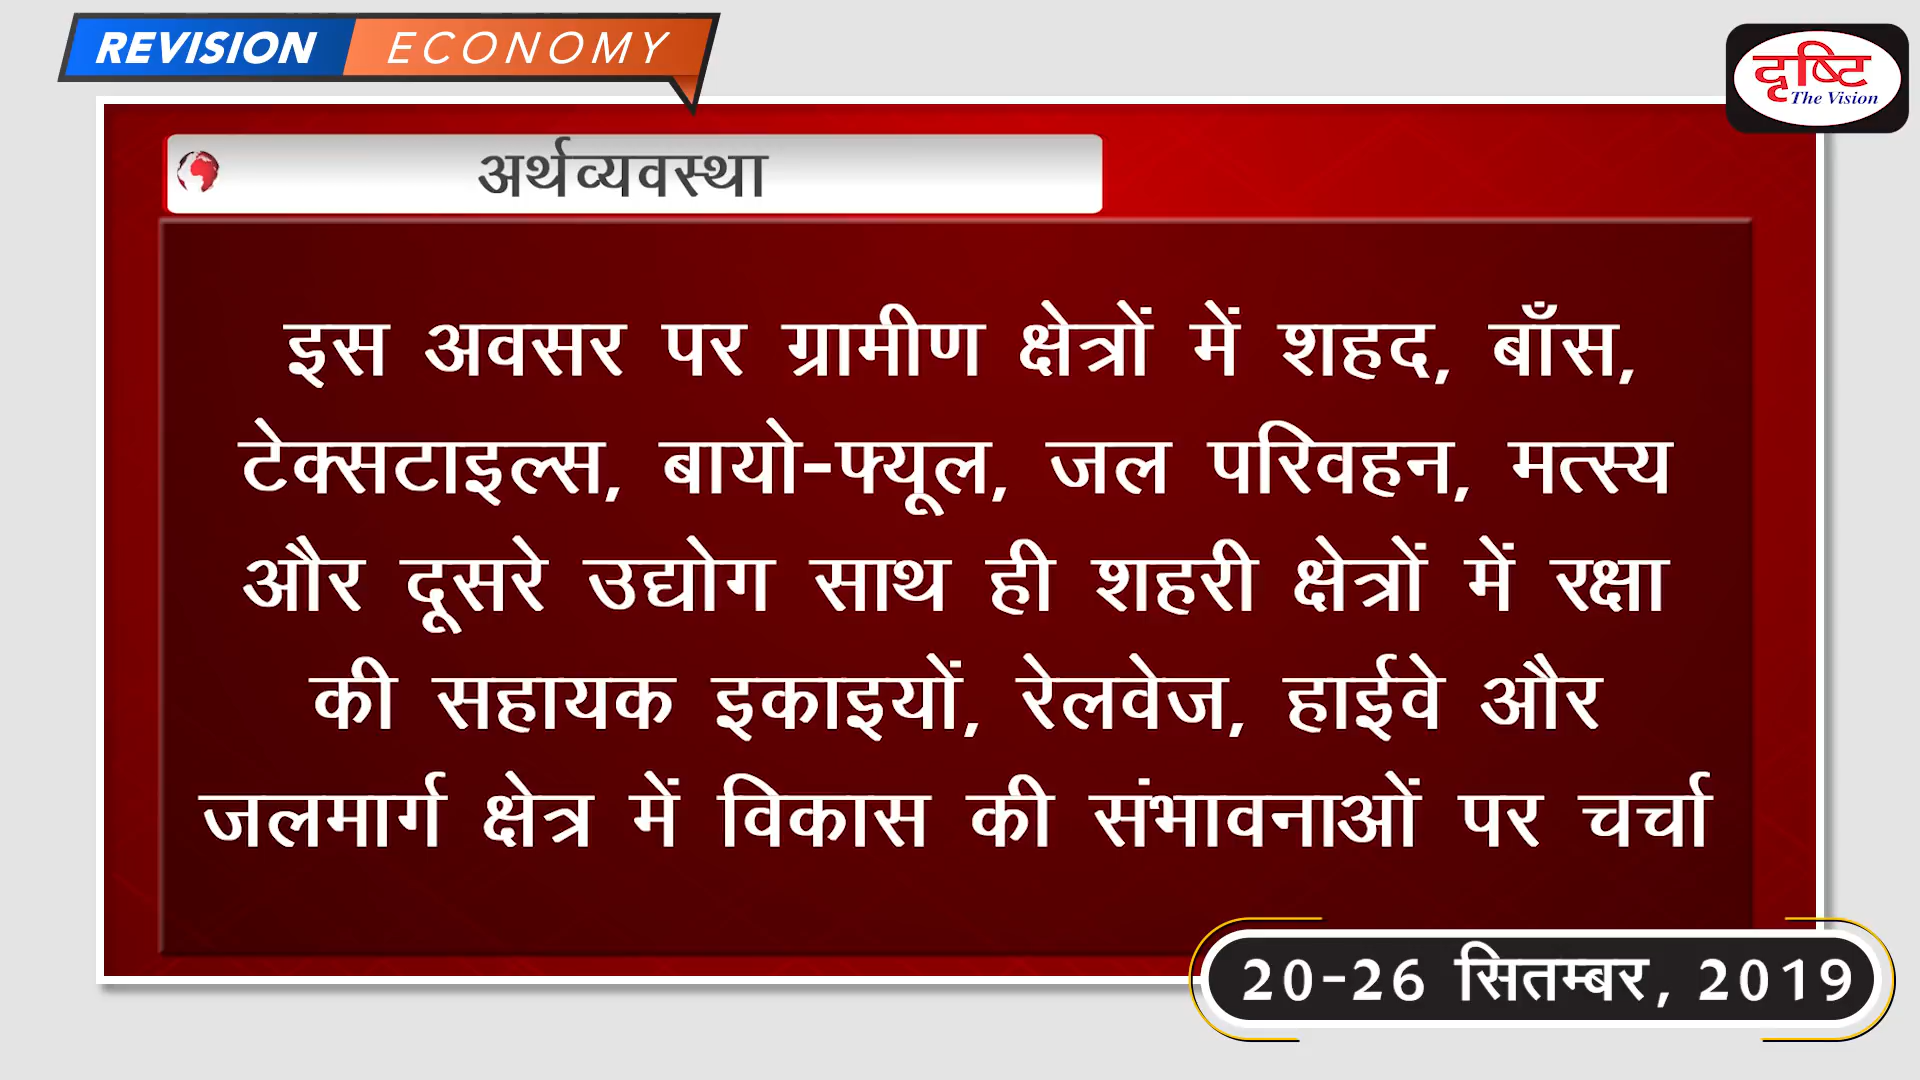 REVISION ECONOMY
दृष्टि
The Vision
अर्थव्यवस्था
इस अवसर पर ग्रामीण क्षेत्रों में शहद, बाँस,
टेक्सटाइल्स, बायो-फ्यूल, जल परिवहन, मत्स्य
और दूसरे उद्योग साथ ही शहरी क्षेत्रों में रक्षा
की सहायक इकाइयों, रेलवेज, हाईवे और
जलमार्ग क्षेत्र में विकास की संभावनाओं पर चर्चा
20-26 सितम्बर, 2019